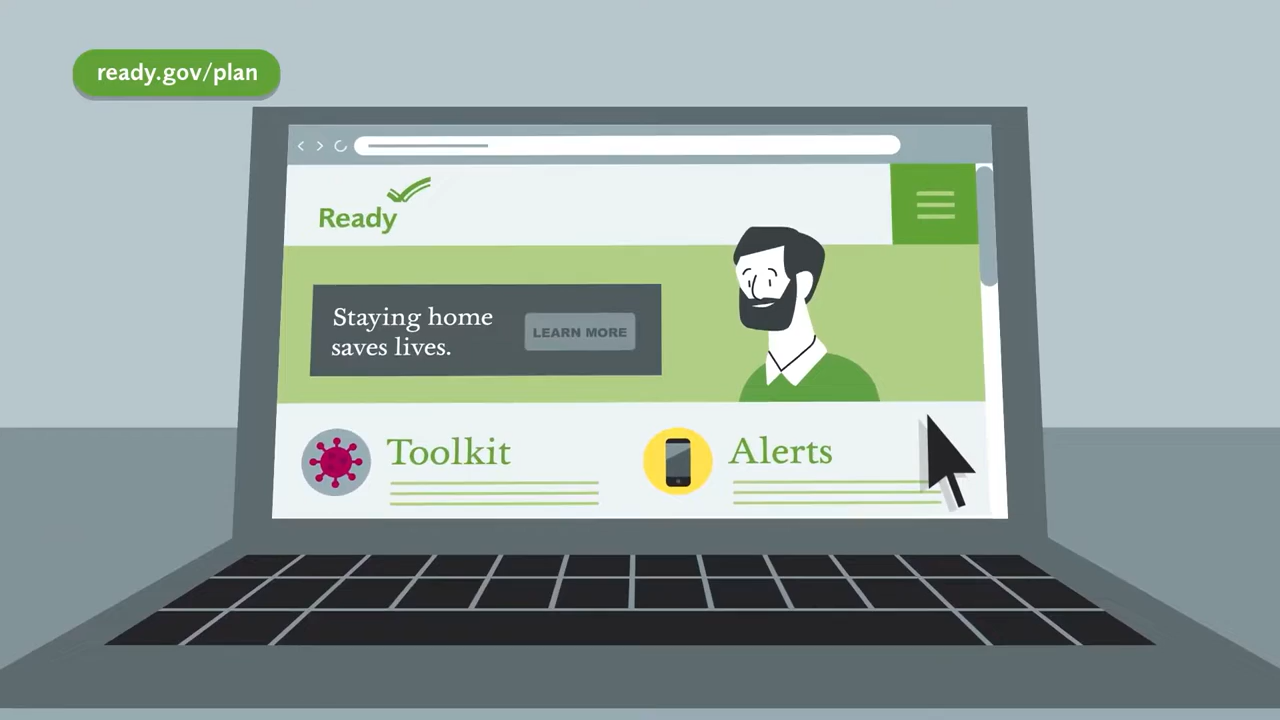 ready.gov/plan
Ready
Staying home
saves lives.
LEARN MORE
Toolkit
Alerts